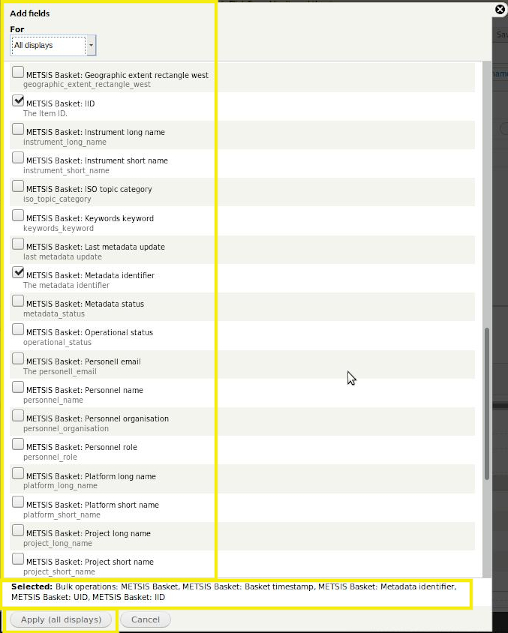 Add fields
For
All displays
METSIS Basket: Geographic extent rectangle west
geographic_extent_rectangle_west
METSIS Basket: IID
The Item ID.
METSIS Basket: Instrument long name
instrument_long_name
METSIS Basket: Instrument short name
instrument_short_name
METSIS Basket: ISO topic category
iso_topic_category
METSIS Basket: Keywords keyword
keywords_keyword
METSIS Basket: Last metadata update
last metadata update
METSIS Basket: Metadata identifier
The metadata identifier
METSIS Basket: Metadata status
metadata_status
METSIS Basket: Operational status
operational_status
METSIS Basket: Personell email
The personell_email
METSIS Basket: Personnel name
personnel_name
METSIS Basket: Personnel organisation
personnel_organisation
METSIS Basket: Personnel role
personnel_role
METSIS Basket: Platform long name
platform_long_name
METSIS Basket: Platform short name
platform_short_name
METSIS Basket: Project long name
project_long_name
METSIS Basket: Project short name
project_short_name
Selected: Bulk operations: METSIS Basket, METSIS Basket: Basket timestamp, METSIS Basket: Metadata identifier,
METSIS Basket: UID, METSIS Basket: IID
Apply (all displays)
Cancel